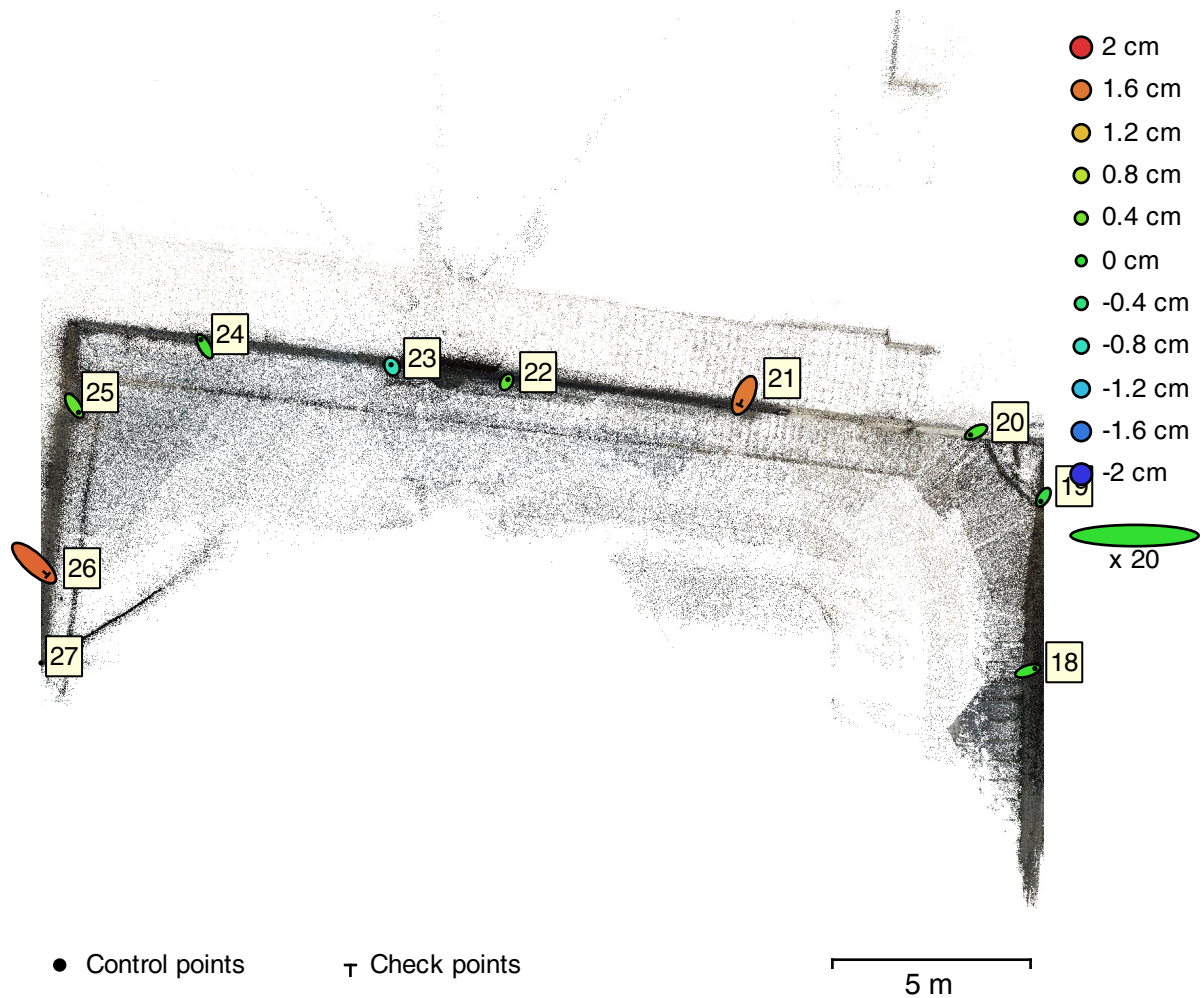 2 cm
1.6 cm
1.2 cm
0.8 cm
0.4 cm
0 cm
-0.4 cm
-0.8 cm
-1.2 cm
-1.6 cm
-2 cm
x 20
24
23
22
21
25
20
19
26
27
18
Control points
Check points
5 m